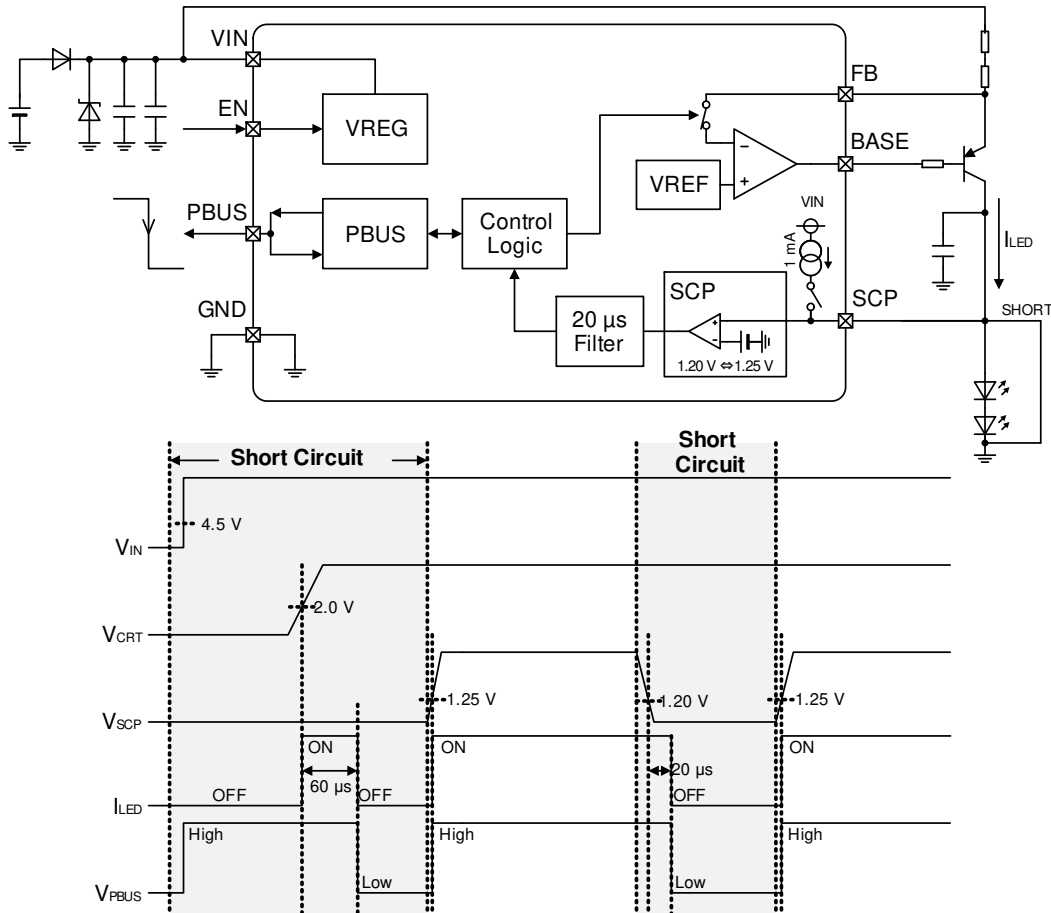 VIN
FB
EN
VREG
BASE
VREF
VIN
PBUS
PBUS
Control
Logic
1 mA
ILED
GND
SCP
SCP
SHORT
20 µs
Filter
1.20 V ⇔ 1.25 V
Short Circuit
Short
Circuit
4.5 V
VIN
2.0 V
VCRT
1.25 V
1.20 V
1.25 V
VSCP
ON
ON
ON
60 µs
20 µs
OFF
OFF
OFF
ILED
High
High
High
Low
Low
VPBUS